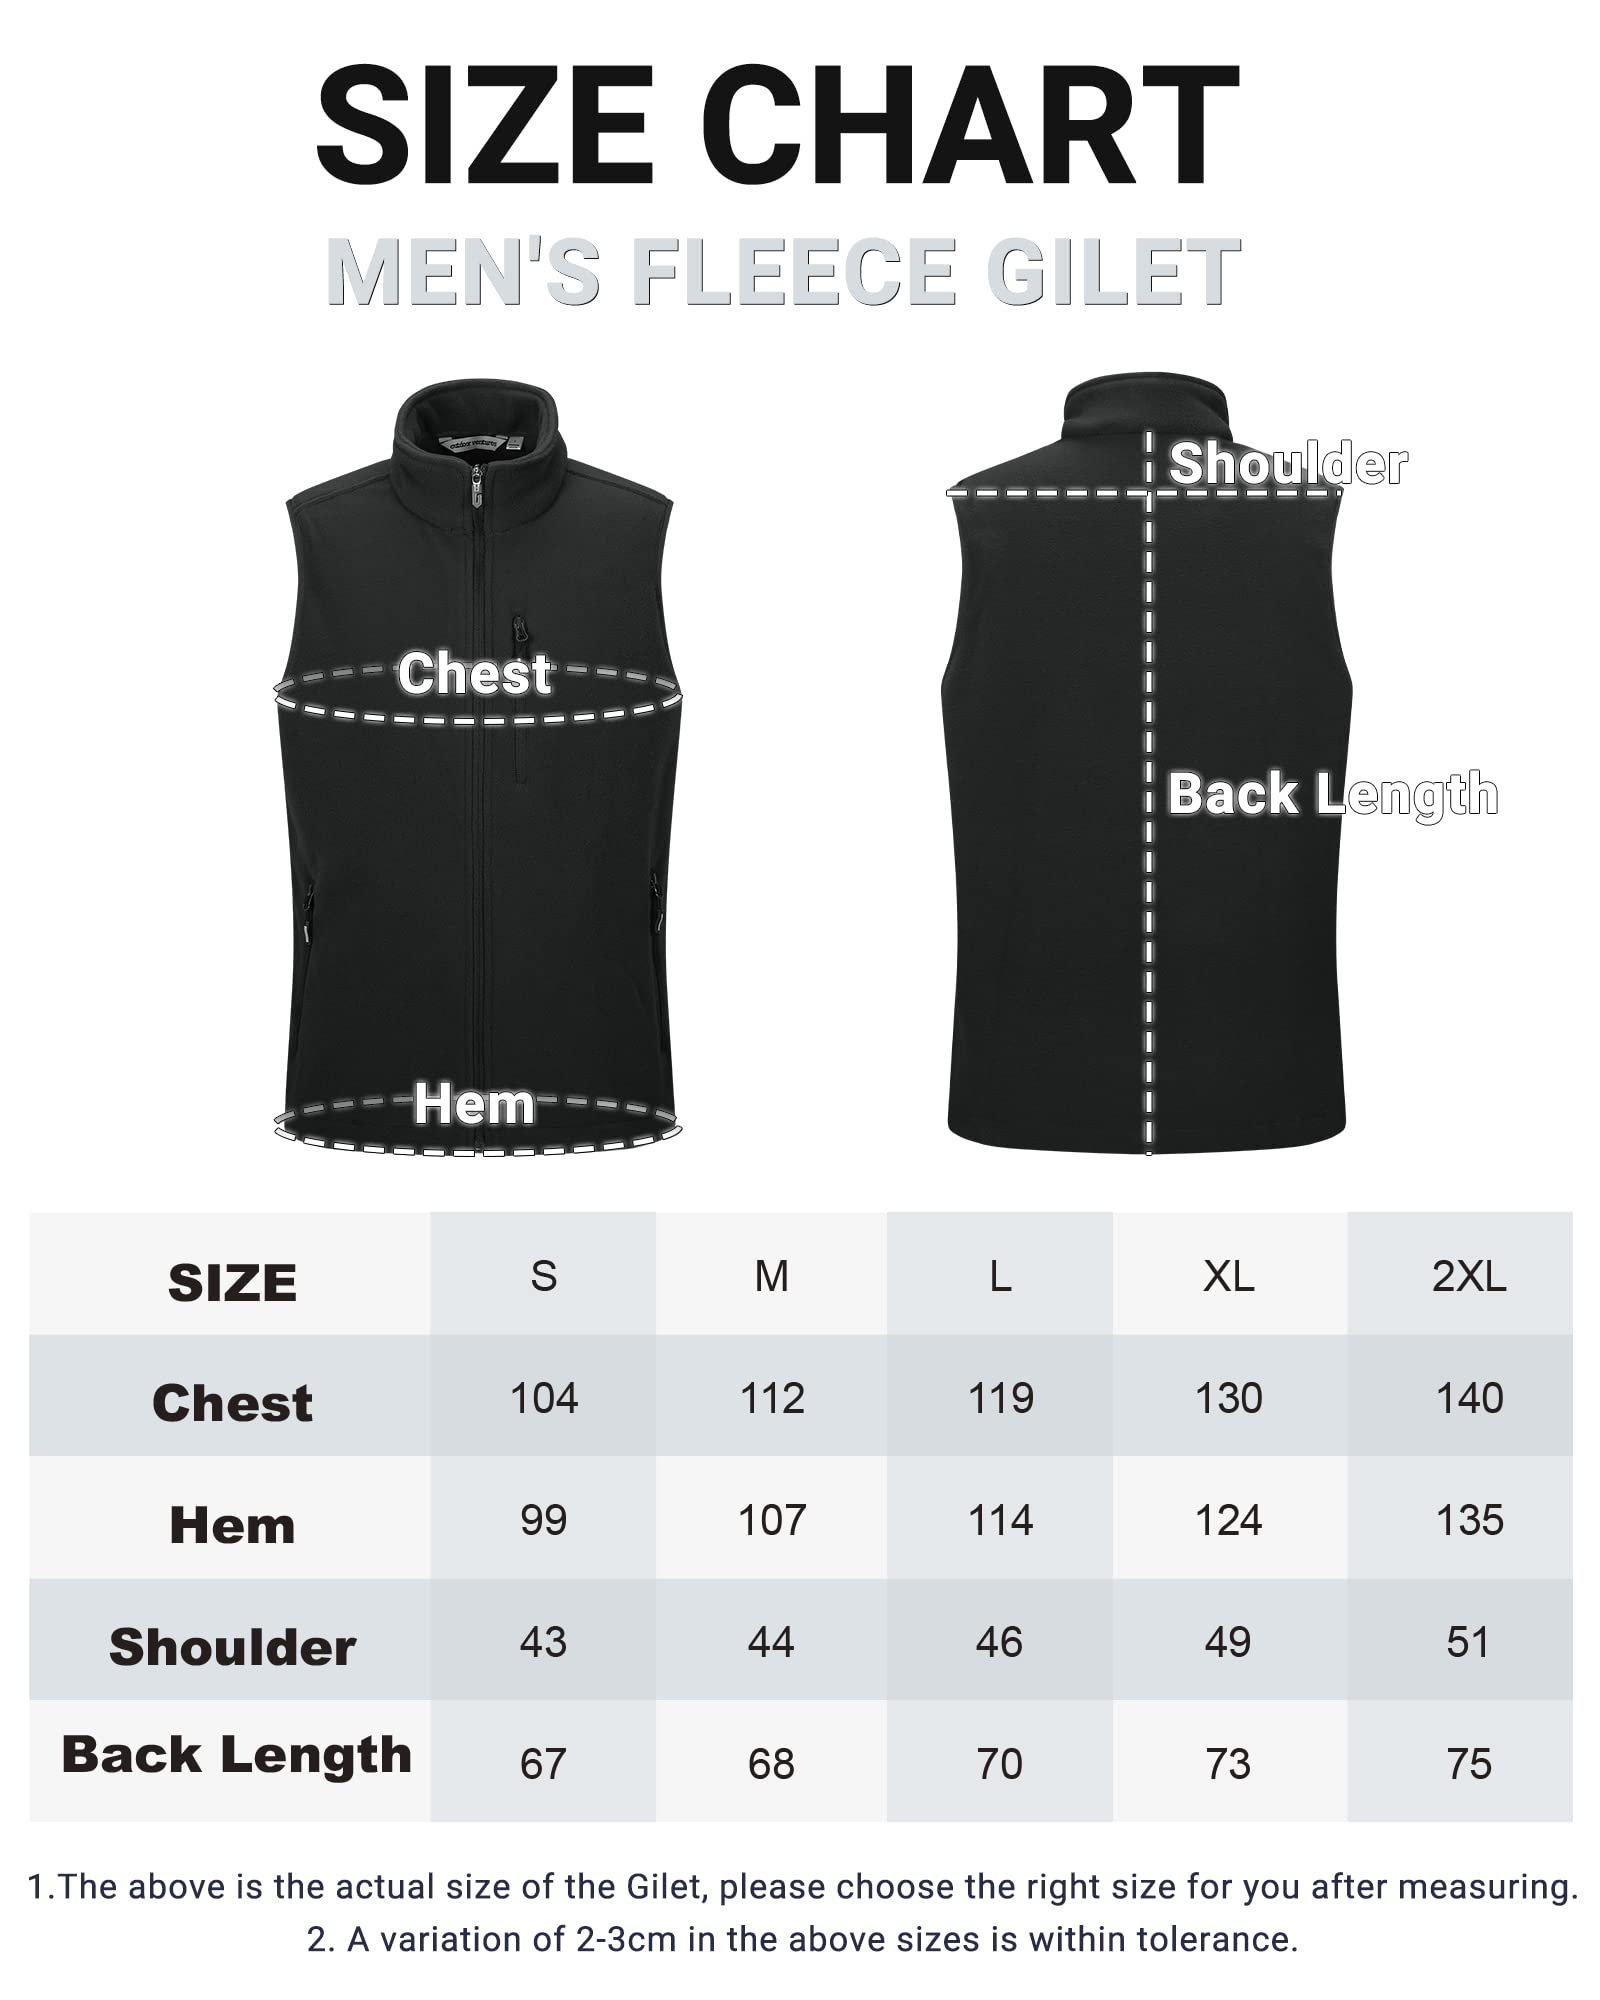 SIZE CHART
MEN'S FLEECE GILET
outdoor ventures
Shoulder
Chest
Back Length
Hem
SIZE S M L XL 2XL
Chest 104 112 119 130 140
Hem 99 107 114 124 135
Shoulder 43 44 46 49 51
Back Length 67 68 70 73 75
1.The above is the actual size of the Gilet, please choose the right size for you after measuring.
2. A variation of 2-3cm in the above sizes is within tolerance.